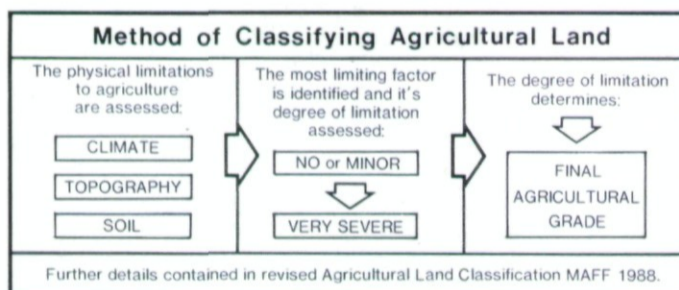 Method of Classifying Agricultural Land
The physical limitations
to agriculture
are assessed:
CLIMATE
TOPOGRAPHY
SOIL
The most limiting factor
is identified and it's
degree of limitation
assessed:
NO or MINOR
VERY SEVERE
The degree of limitation
determines:
FINAL
AGRICULTURAL
GRADE
Further details contained in revised Agricultural Land Classification MAFF 1988.